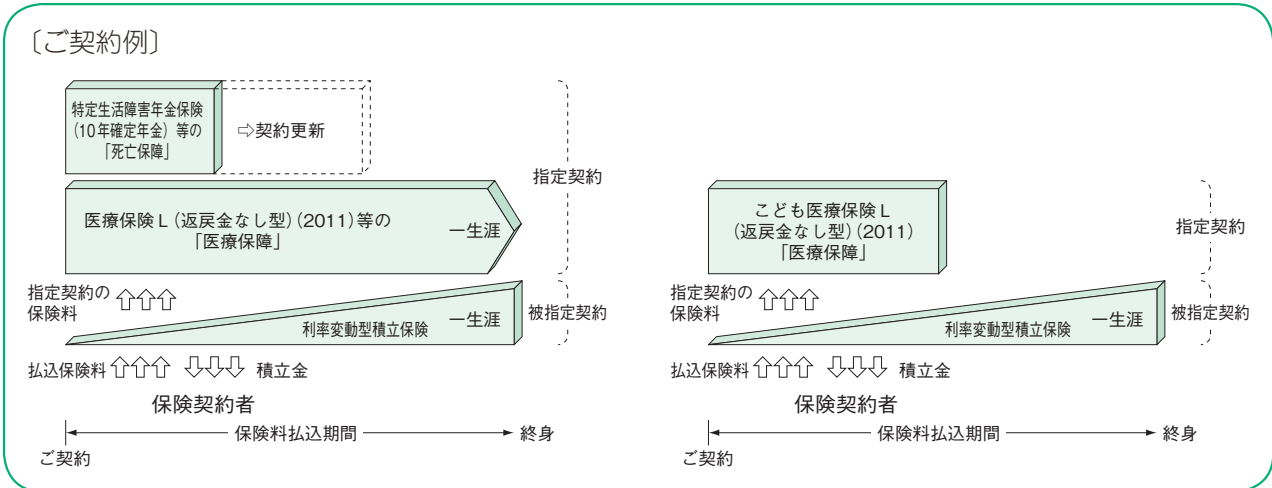 〔ご契約例〕
特定生活障害年金保険
(10年確定年金)等の
「死亡保障」
⇨契約更新
医療保険L(返戻金なし型)(2011)等の
「医療保障」
一生涯
指定契約
指定契約の
保険料
利率変動型積立保険
一生涯
被指定契約
払込保険料
積立金
保険契約者
保険料払込期間
終身
ご契約
こども医療保険L
(返戻金なし型)(2011)
「医療保障」
指定契約
指定契約の
保険料
利率変動型積立保険
一生涯
被指定契約
払込保険料
積立金
保険契約者
保険料払込期間
終身
ご契約